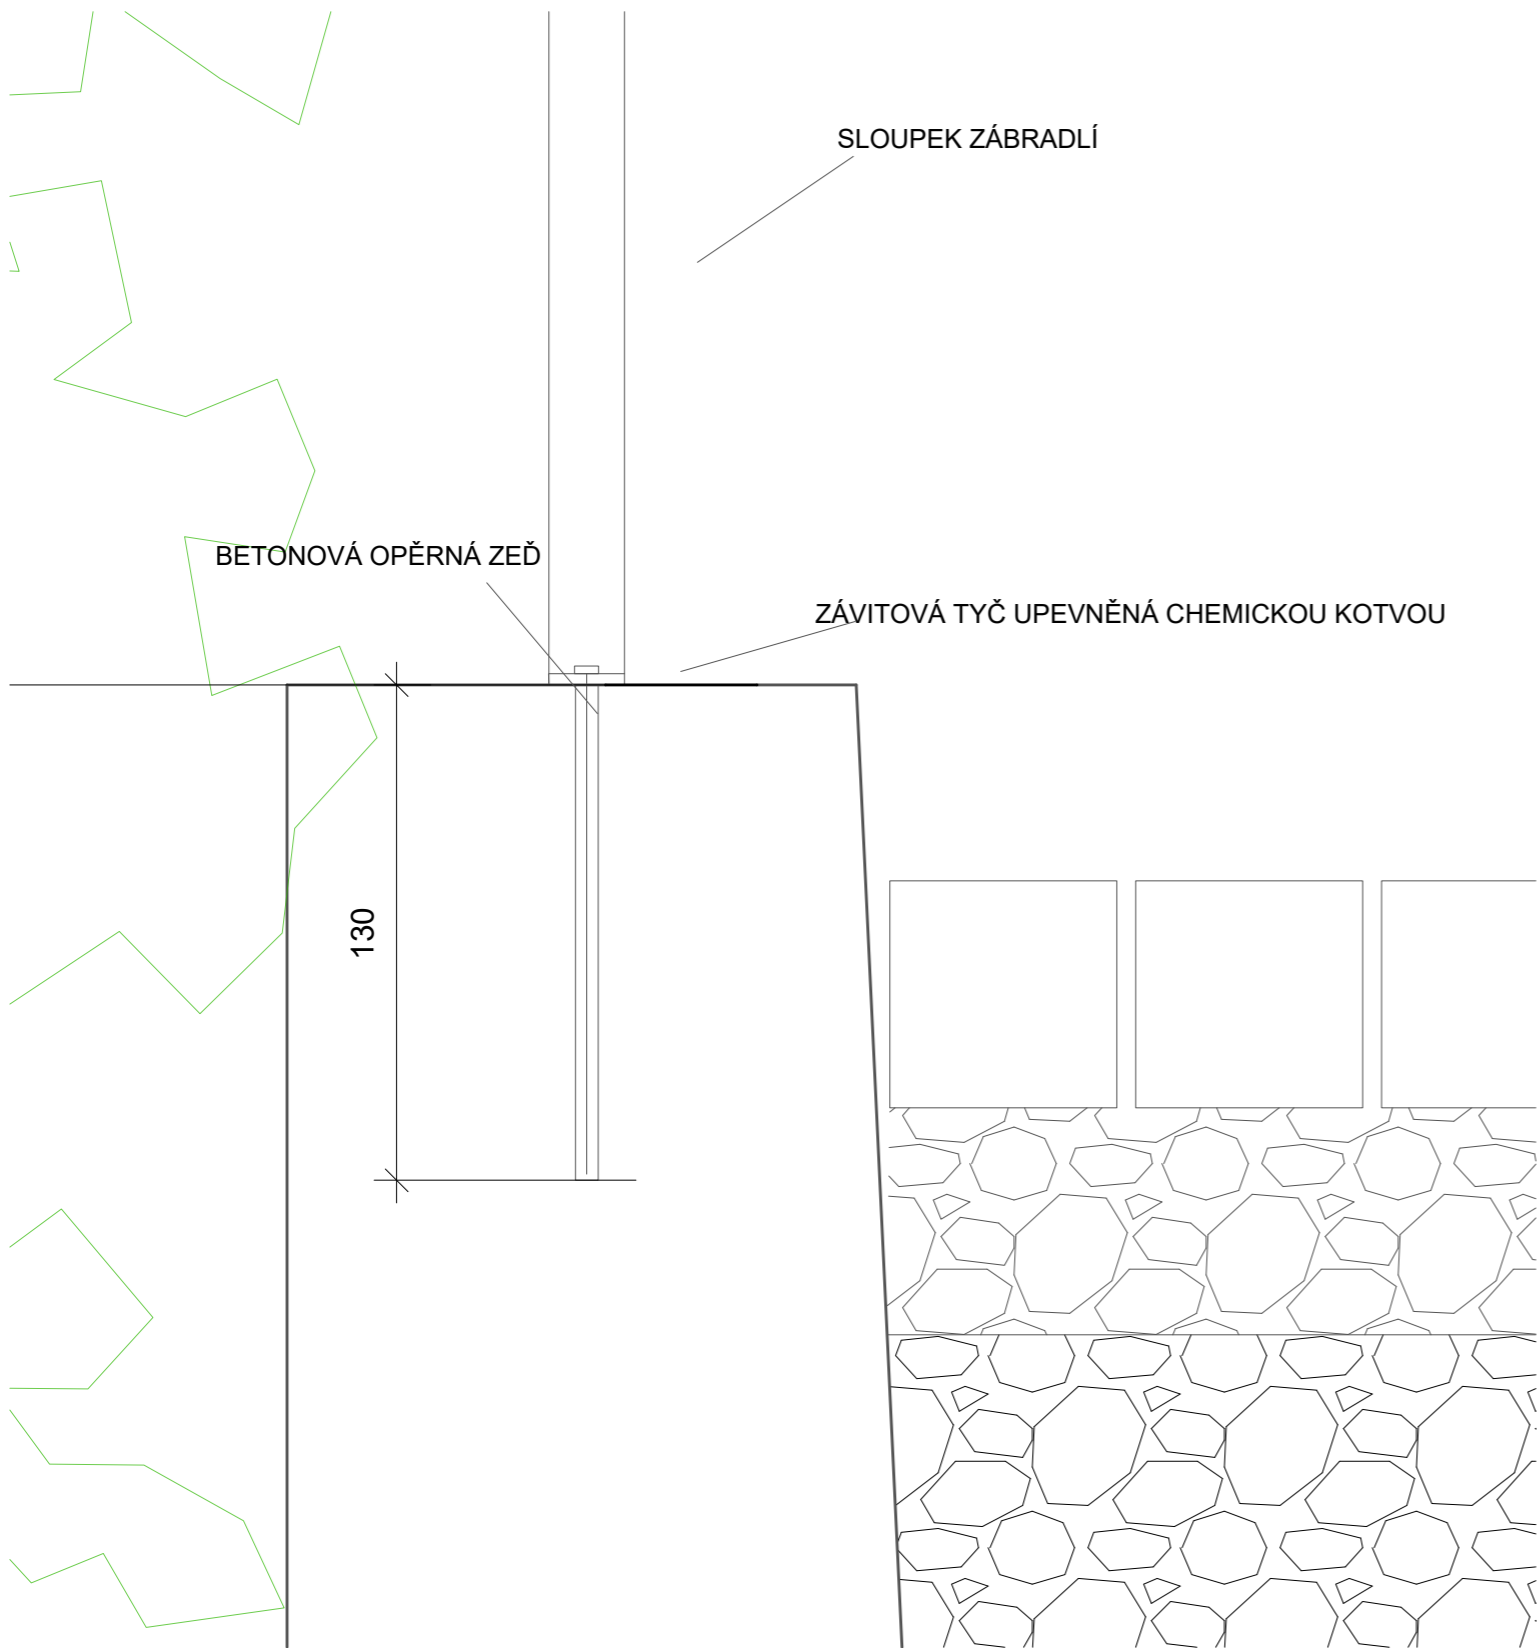 SLOUPEK ZÁBRADLÍ
BETONOVÁ OPĚRNÁ ZEĎ
ZÁVITOVÁ TYČ UPEVNĚNÁ CHEMICKOU KOTVOU
130